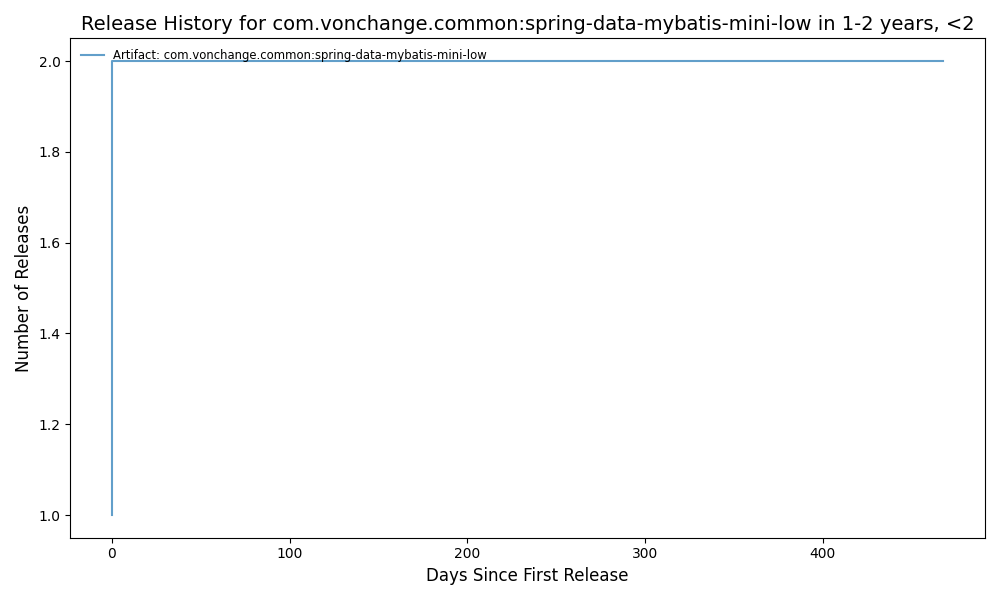 Release History for com.vonchange.common:spring-data-mybatis-mini-low in 1-2 years, <2
Artifact: com.vonchange.common:spring-data-mybatis-mini-low
2.0
1.8
1.6
1.4
1.2
1.0
Number of Releases
0 100 200 300 400
Days Since First Release